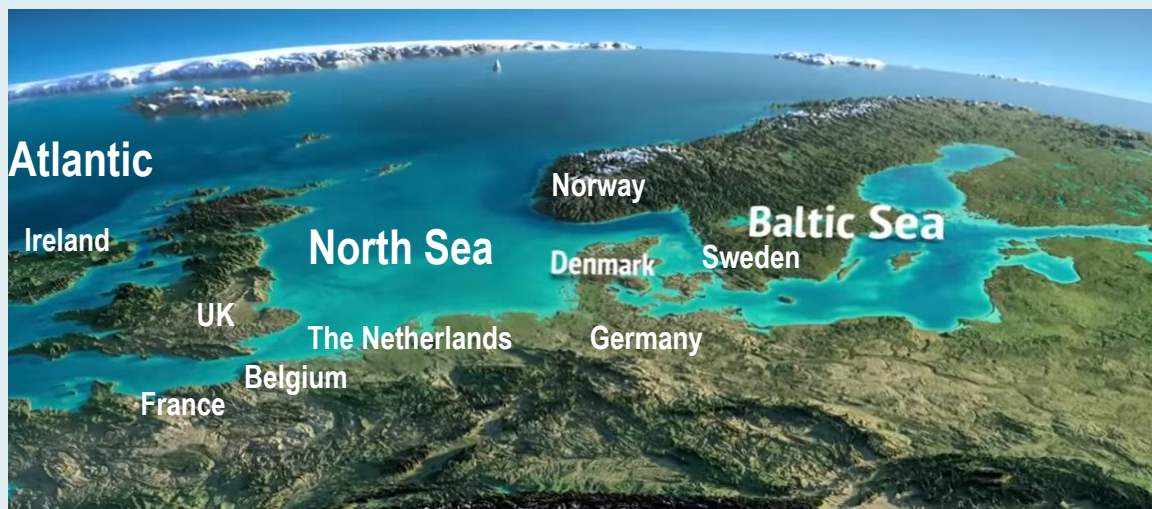 Atlantic
Norway
Baltic Sea
Ireland
North Sea
Denmark
Sweden
UK
The Netherlands
Germany
Belgium
France